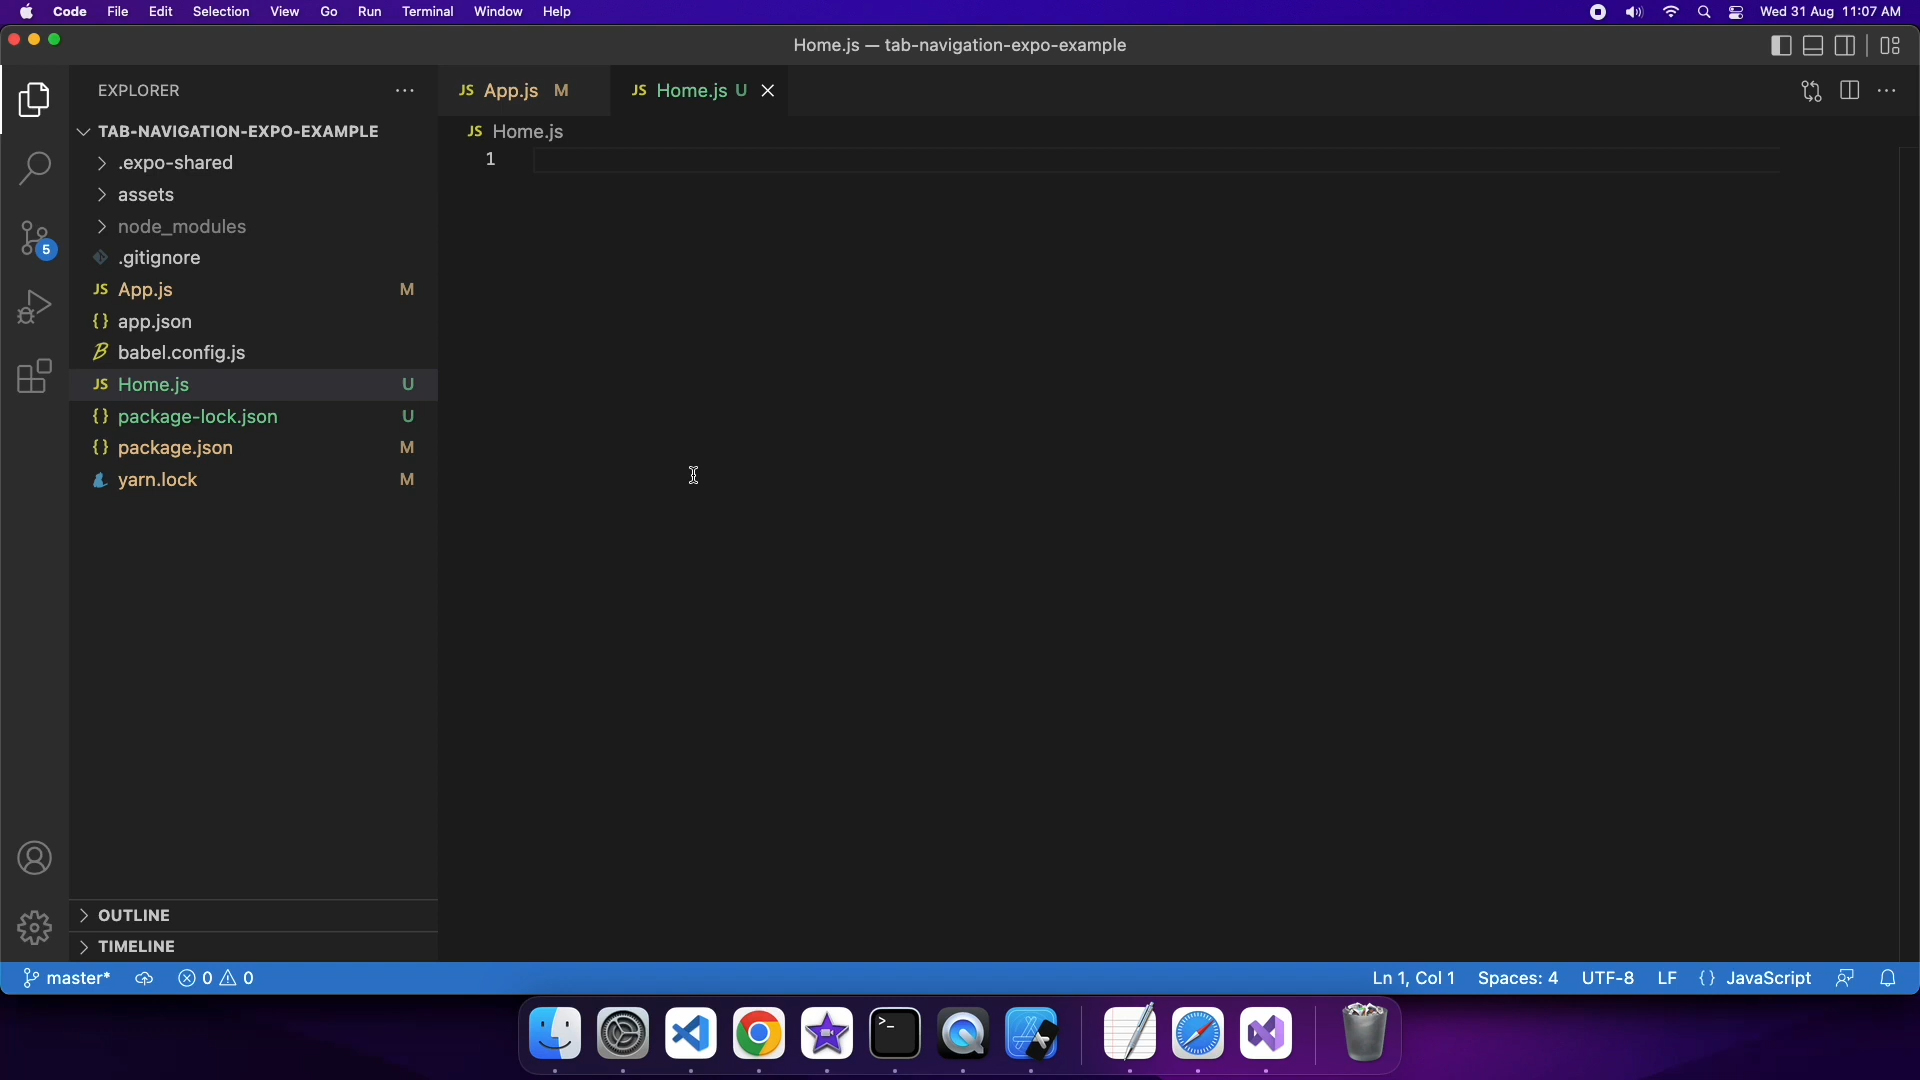 Code File Edit Selection View Go Run Terminal Window Help Wed 31 Aug 11:07 AM
Home.js — tab-navigation-expo-example
EXPLORER
JS App.js M
JS Home.js U
TAB-NAVIGATION-EXPO-EXAMPLE
JS Home.js
1
.expo-shared
assets
node_modules
.gitignore
5
JS App.js M
{} app.json
babel.config.js
JS Home.js U
{} package-lock.json U
{} package.json M
yarn.lock M
OUTLINE
TIMELINE
master* 0 0 Ln 1, Col 1 Spaces: 4 UTF-8 LF {} JavaScript